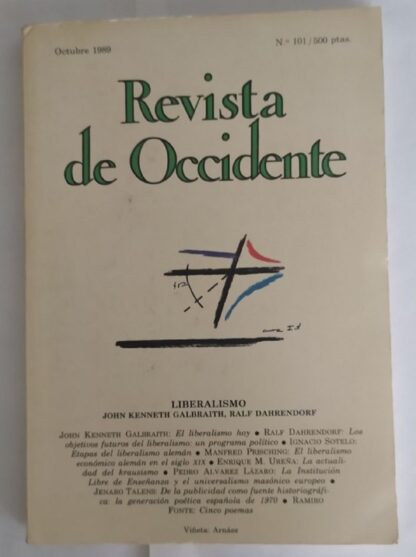 Octubre 1989
N.º 101/500 ptas.
Revista
de Occidente
LIBERALISMO
JOHN KENNETH GALBRAITH, RALF DAHRENDORF
JOHN KENNETH GALBRAITH: El liberalismo hoy ● RALF DAHRENDORF: Los
objetivos futuros del liberalismo: un programa político ● IGNACIO SOTELO:
Etapas del liberalismo alemán ● MANFRED PRISCHING: El liberalismo
económico alemán en el siglo XIX ● ENRIQUE M. UREÑA: La actuali-
dad del krausismo ● PEDRO ALVAREZ LÁZARO: La Institución
Libre de Enseñanza y el universalismo masónico europeo ●
JENARO TALENS: De la publicidad como fuente historiográfi-
ca: la generación poética española de 1970 ● RAMIRO
FONTE: Cinco poemas
Viñeta: Arnáez